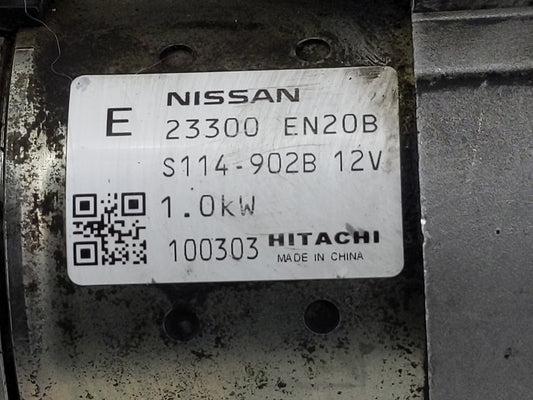 NISSAN
E 23300 EN20B
S114-902B 12V
1.0kW
100303 HITACHI
MADE IN CHINA